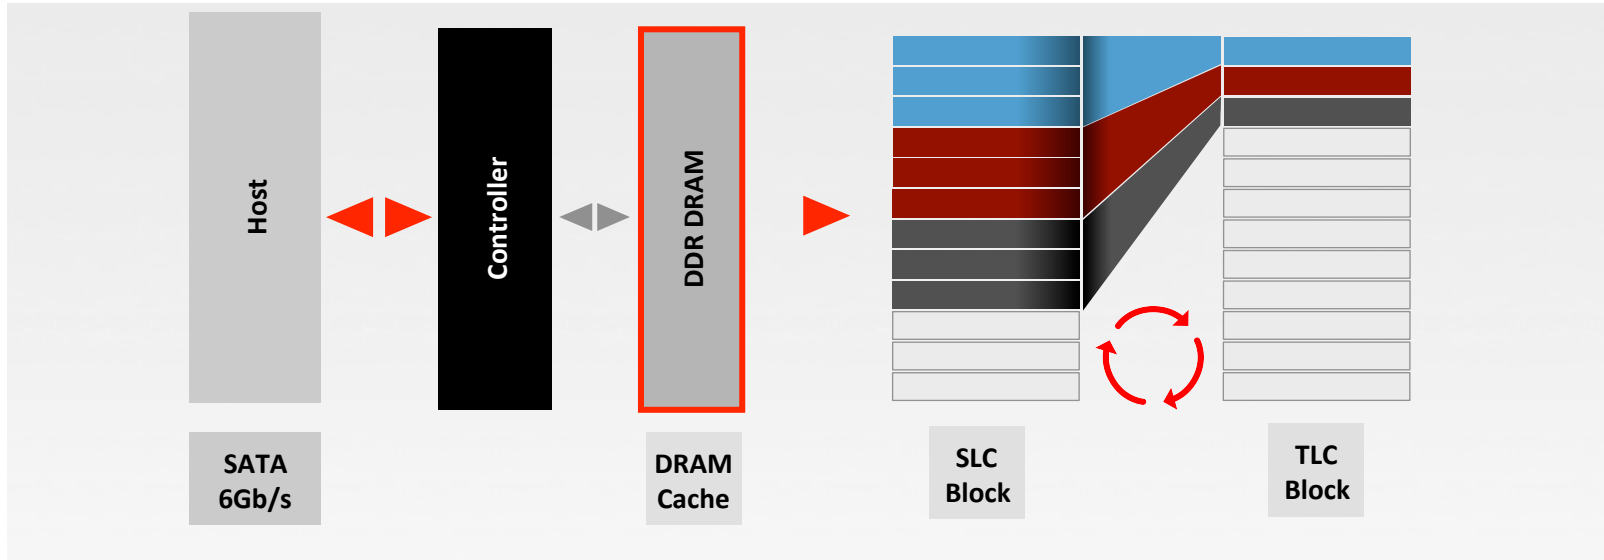 Host
Controller
DDR DRAM
SATA
6Gb/s
DRAM
Cache
SLC
Block
TLC
Block